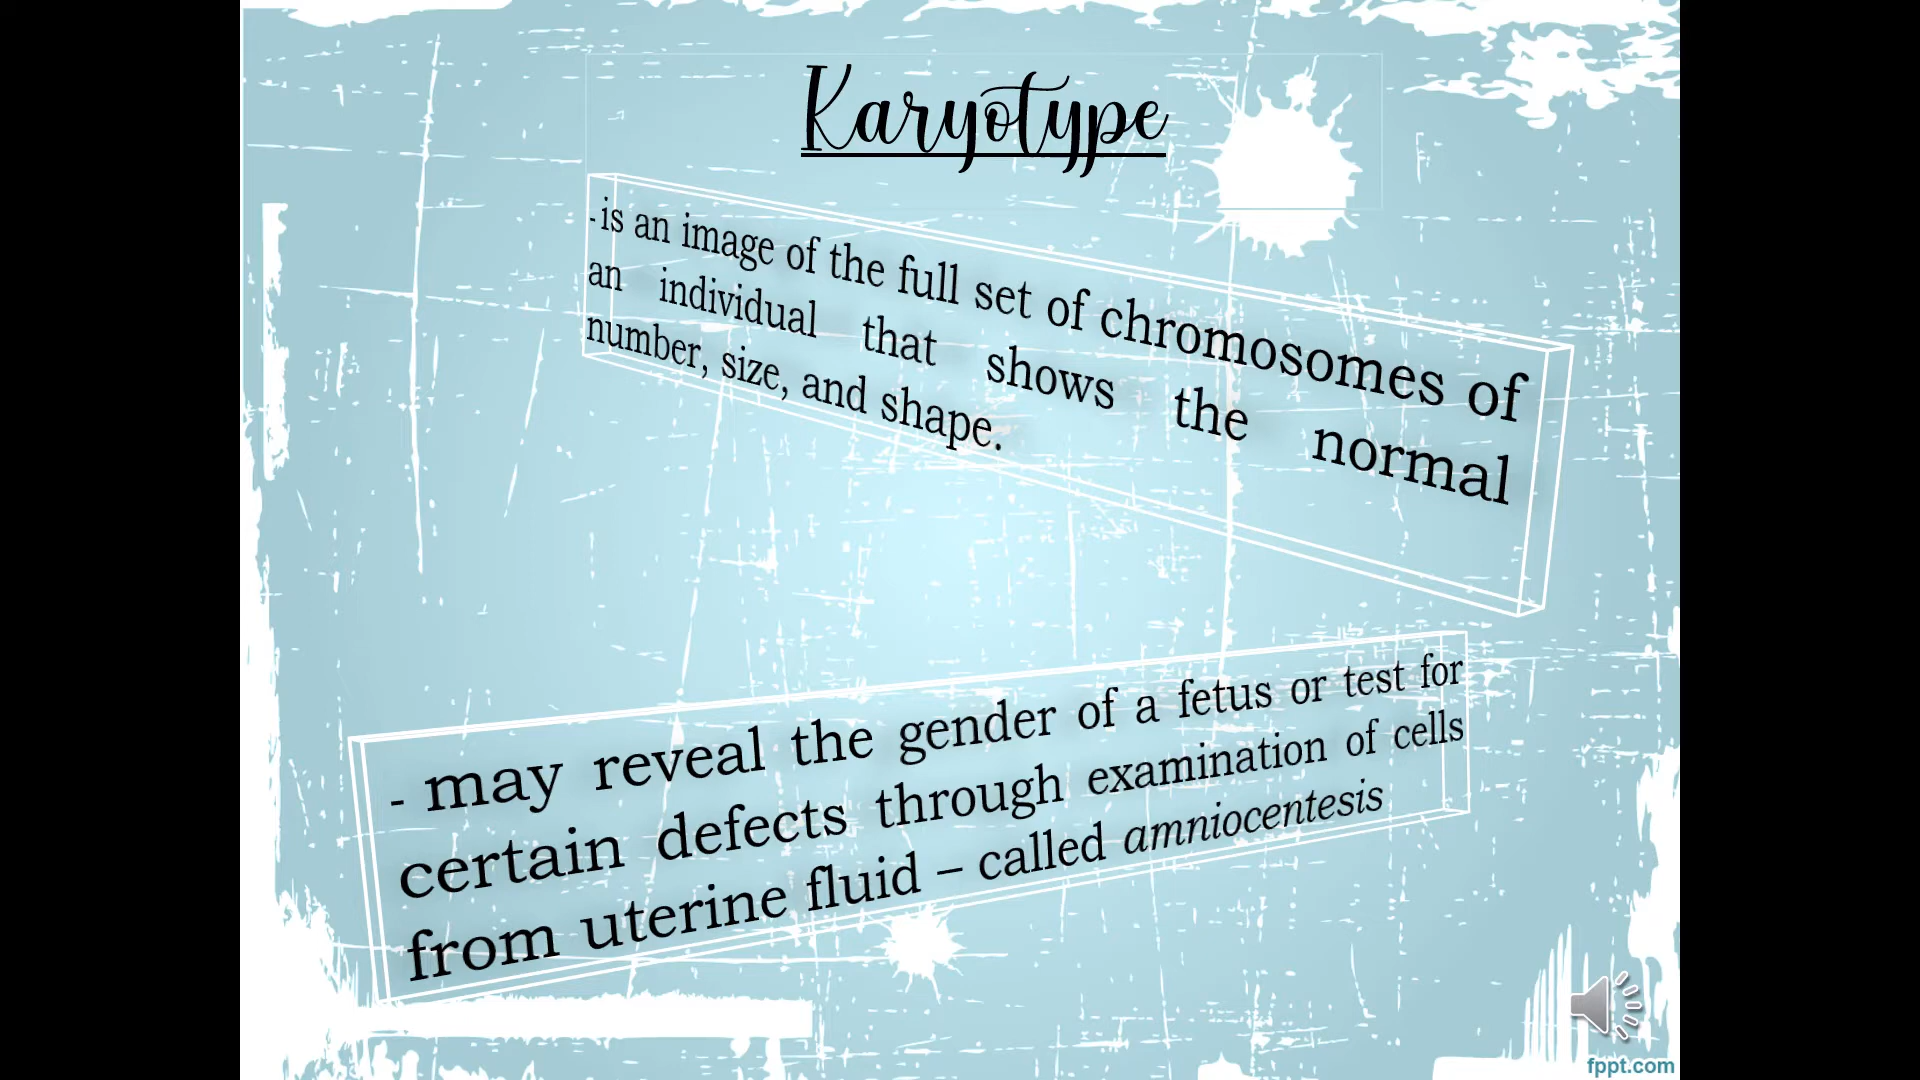 Karyotype
- is an image of the full set of chromosomes of
an individual that shows the normal
number, size, and shape.
- may reveal the gender of a fetus or test for
certain defects through examination of cells
from uterine fluid – called amniocentesis
fppt.com